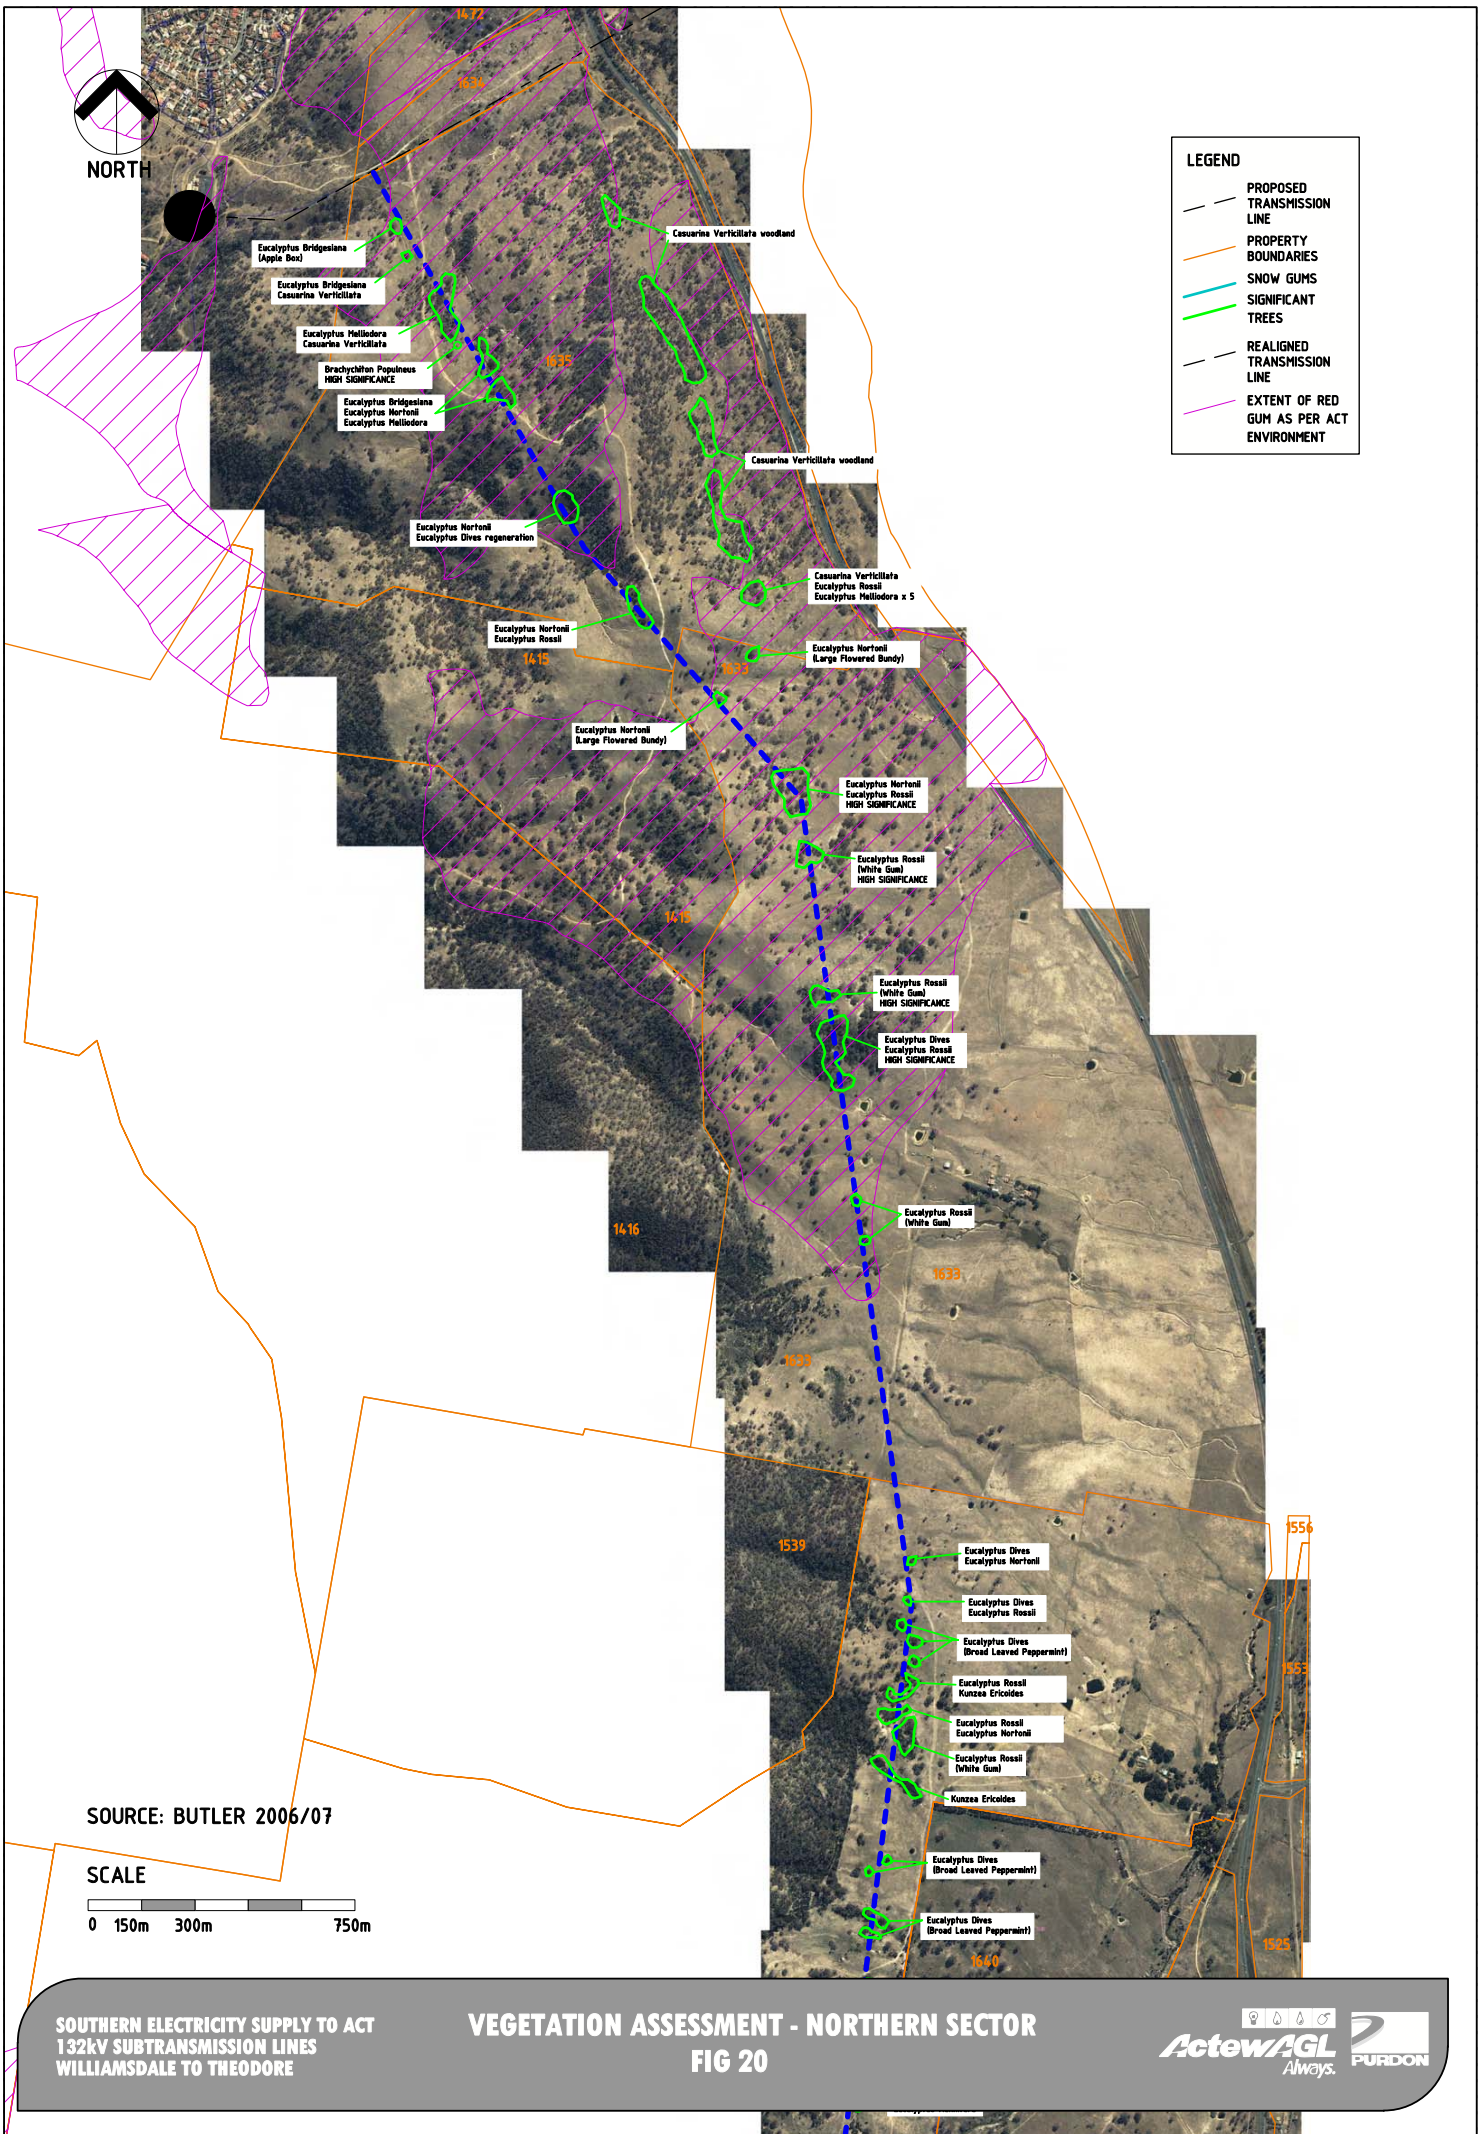 1472
1634
NORTH
LEGEND
PROPOSED
TRANSMISSION
LINE
PROPERTY
BOUNDARIES
SNOW GUMS
SIGNIFICANT
TREES
REALIGNED
TRANSMISSION
LINE
EXTENT OF RED
GUM AS PER ACT
ENVIRONMENT
Casuarina Verticillata woodland
Eucalyptus Bridgesiana
(Apple Box)
Eucalyptus Bridgesiana
Casuarina Verticillata
Eucalyptus Melliodora
Casuarina Verticillata
1635
Brachychiton Populneus
HIGH SIGNIFICANCE
Eucalyptus Bridgesiana
Eucalyptus Nortonii
Eucalyptus Melliodora
Casuarina Verticillata woodland
Eucalyptus Nortonii
Eucalyptus Dives regeneration
Casuarina Verticillata
Eucalyptus Rossii
Eucalyptus Melliodora x 5
Eucalyptus Nortonii
Eucalyptus Rossii
1415
Eucalyptus Nortonii
(Large Flowered Bundy)
1633
Eucalyptus Nortonii
(Large Flowered Bundy)
Eucalyptus Nortonii
Eucalyptus Rossii
HIGH SIGNIFICANCE
Eucalyptus Rossii
(White Gum)
HIGH SIGNIFICANCE
1415
Eucalyptus Rossii
(White Gum)
HIGH SIGNIFICANCE
Eucalyptus Dives
Eucalyptus Rossii
HIGH SIGNIFICANCE
Eucalyptus Rossii
(White Gum)
1416
1633
1633
1539
1556
Eucalyptus Dives
Eucalyptus Nortonii
Eucalyptus Dives
Eucalyptus Rossii
Eucalyptus Dives
(Broad Leaved Peppermint)
1553
Eucalyptus Rossii
Kunzea Ericoides
Eucalyptus Rossii
Eucalyptus Nortonii
Eucalyptus Rossii
(White Gum)
Kunzea Ericoides
SOURCE: BUTLER 2006/07
Eucalyptus Dives
(Broad Leaved Peppermint)
SCALE
0 150m 300m 750m
Eucalyptus Dives
(Broad Leaved Peppermint)
1525
1640
SOUTHERN ELECTRICITY SUPPLY TO ACT
132kV SUBTRANSMISSION LINES
WILLIAMSDALE TO THEODORE
VEGETATION ASSESSMENT - NORTHERN SECTOR
FIG 20
ActewAGL
Always.
PURDON